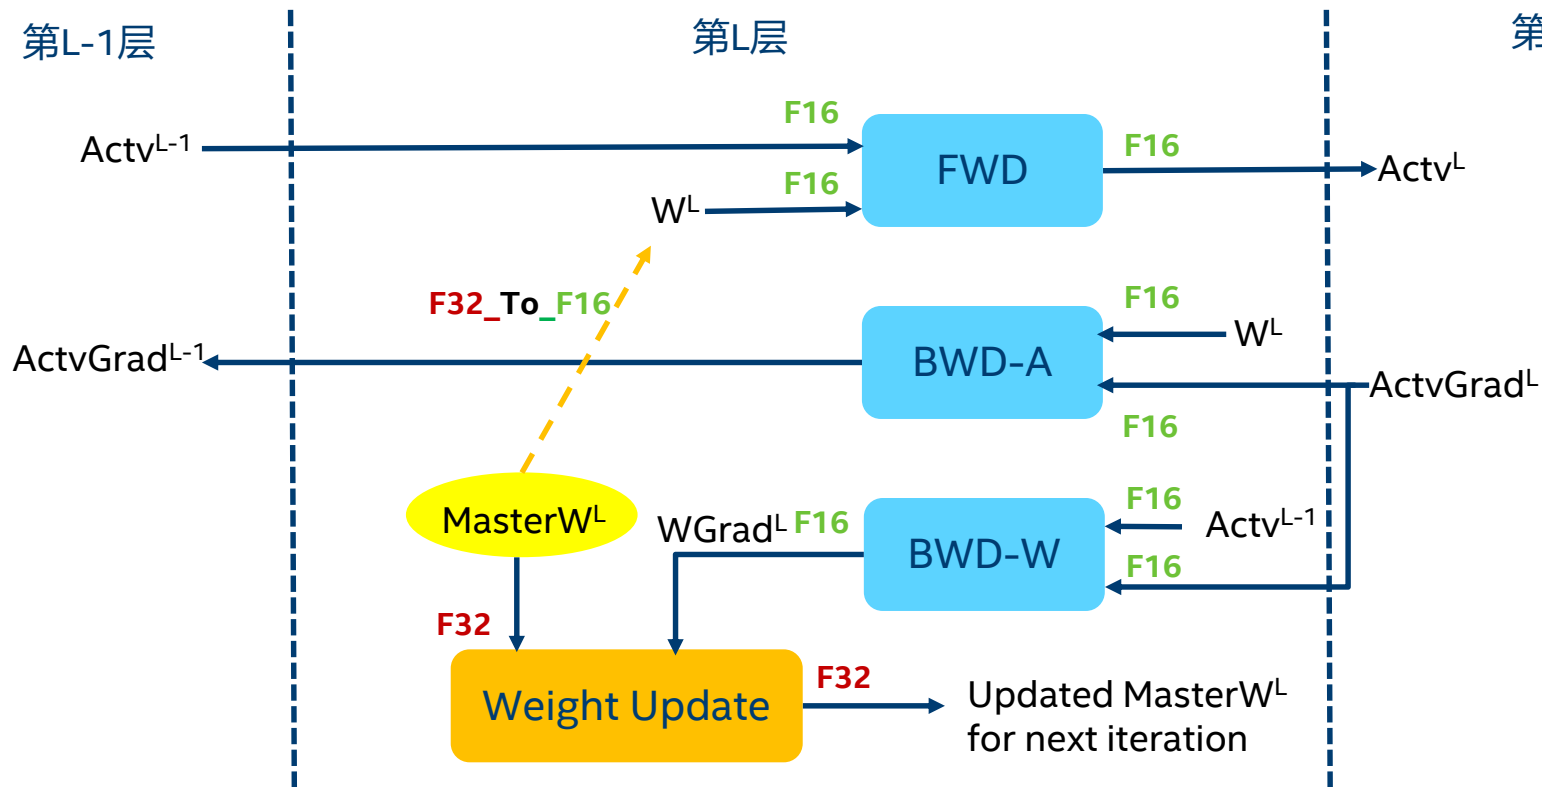 第L-1层
第L层
第
F16
Actv^L-1
FWD
F16
Actv^L
F16
W^L
F32_To_F16
F16
W^L
ActvGrad^L-1
BWD-A
ActvGrad^L
F16
MasterW^L
WGrad^L F16
BWD-W
F16
Actv^L-1
F16
F32
Weight Update
F32
Updated MasterW^L
for next iteration